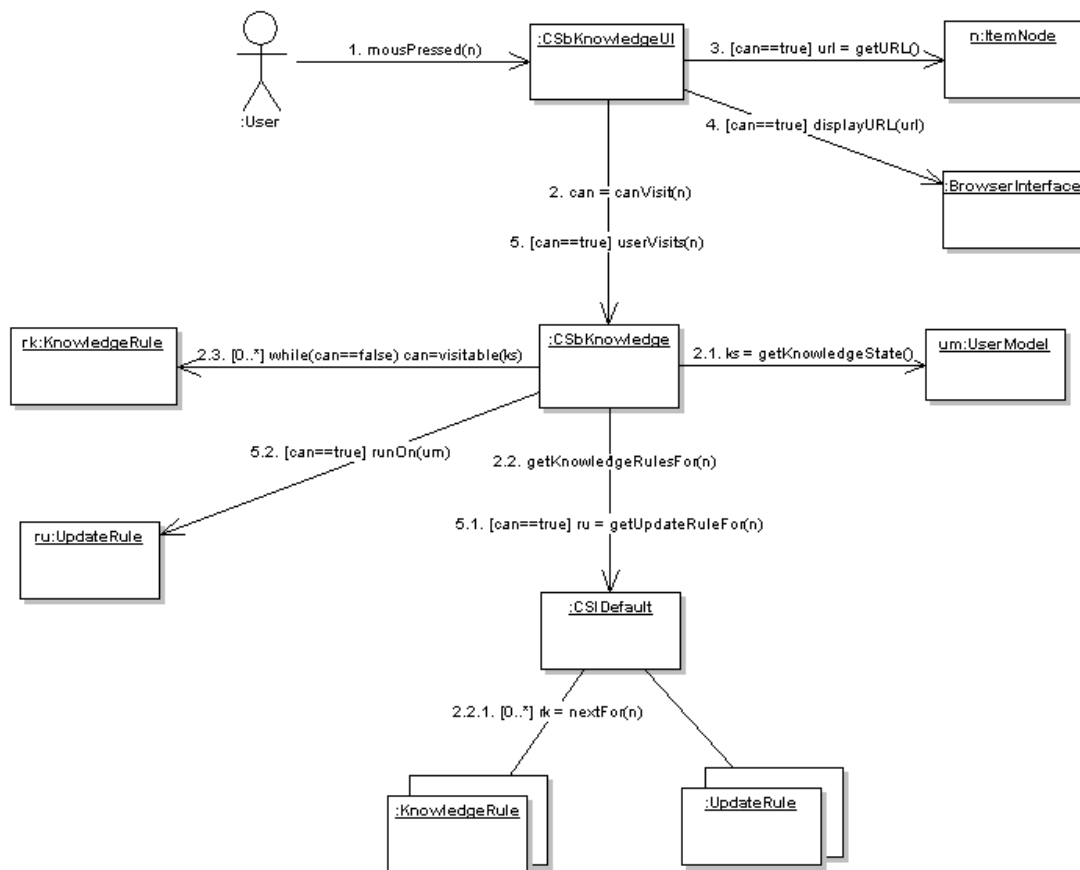 :CSbKnowledgeUI
n:ItemNode
1. mousPressed(n)
3. [can==true] url = getURL()
:User
4. [can==true] displayURL(url)
:BrowserInterface
2. can = canVisit(n)
5. [can==true] userVisits(n)
rk:KnowledgeRule
:CSbKnowledge
um:UserModel
2.3. [0..*] while(can==false) can=visitable(ks)
2.1. ks = getKnowledgeState()
5.2. [can==true] runOn(um)
2.2. getKnowledgeRulesFor(n)
ru:UpdateRule
5.1. [can==true] ru = getUpdateRuleFor(n)
:CSIDefault
2.2.1. [0..*] rk = nextFor(n)
:KnowledgeRule
:UpdateRule